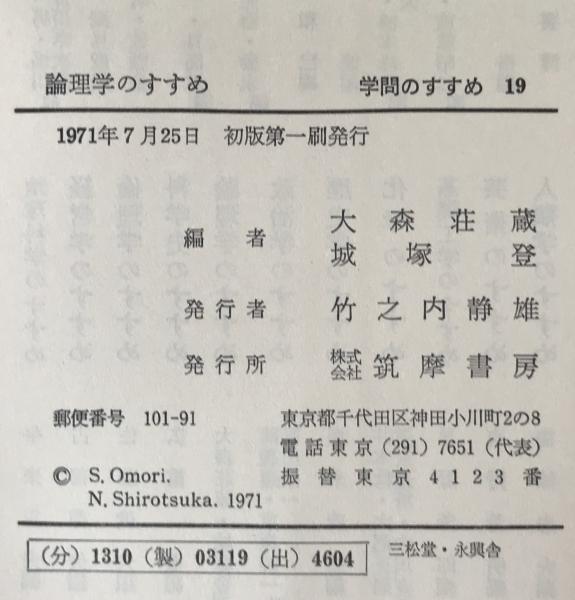 論理学のすすめ 学問のすすめ 19
1971年7月25日 初版第一刷発行
編者 大森荘蔵
城塚登
発行者 竹之内静雄
発行所 株式会社 筑摩書房
郵便番号 101-91 東京都千代田区神田小川町2の8
電話東京(291)7651(代表)
振替東京4123番
© S. Omori.
N. Shirotsuka. 1971
(分)1310(製)03119(出)4604 三松堂・永興舎